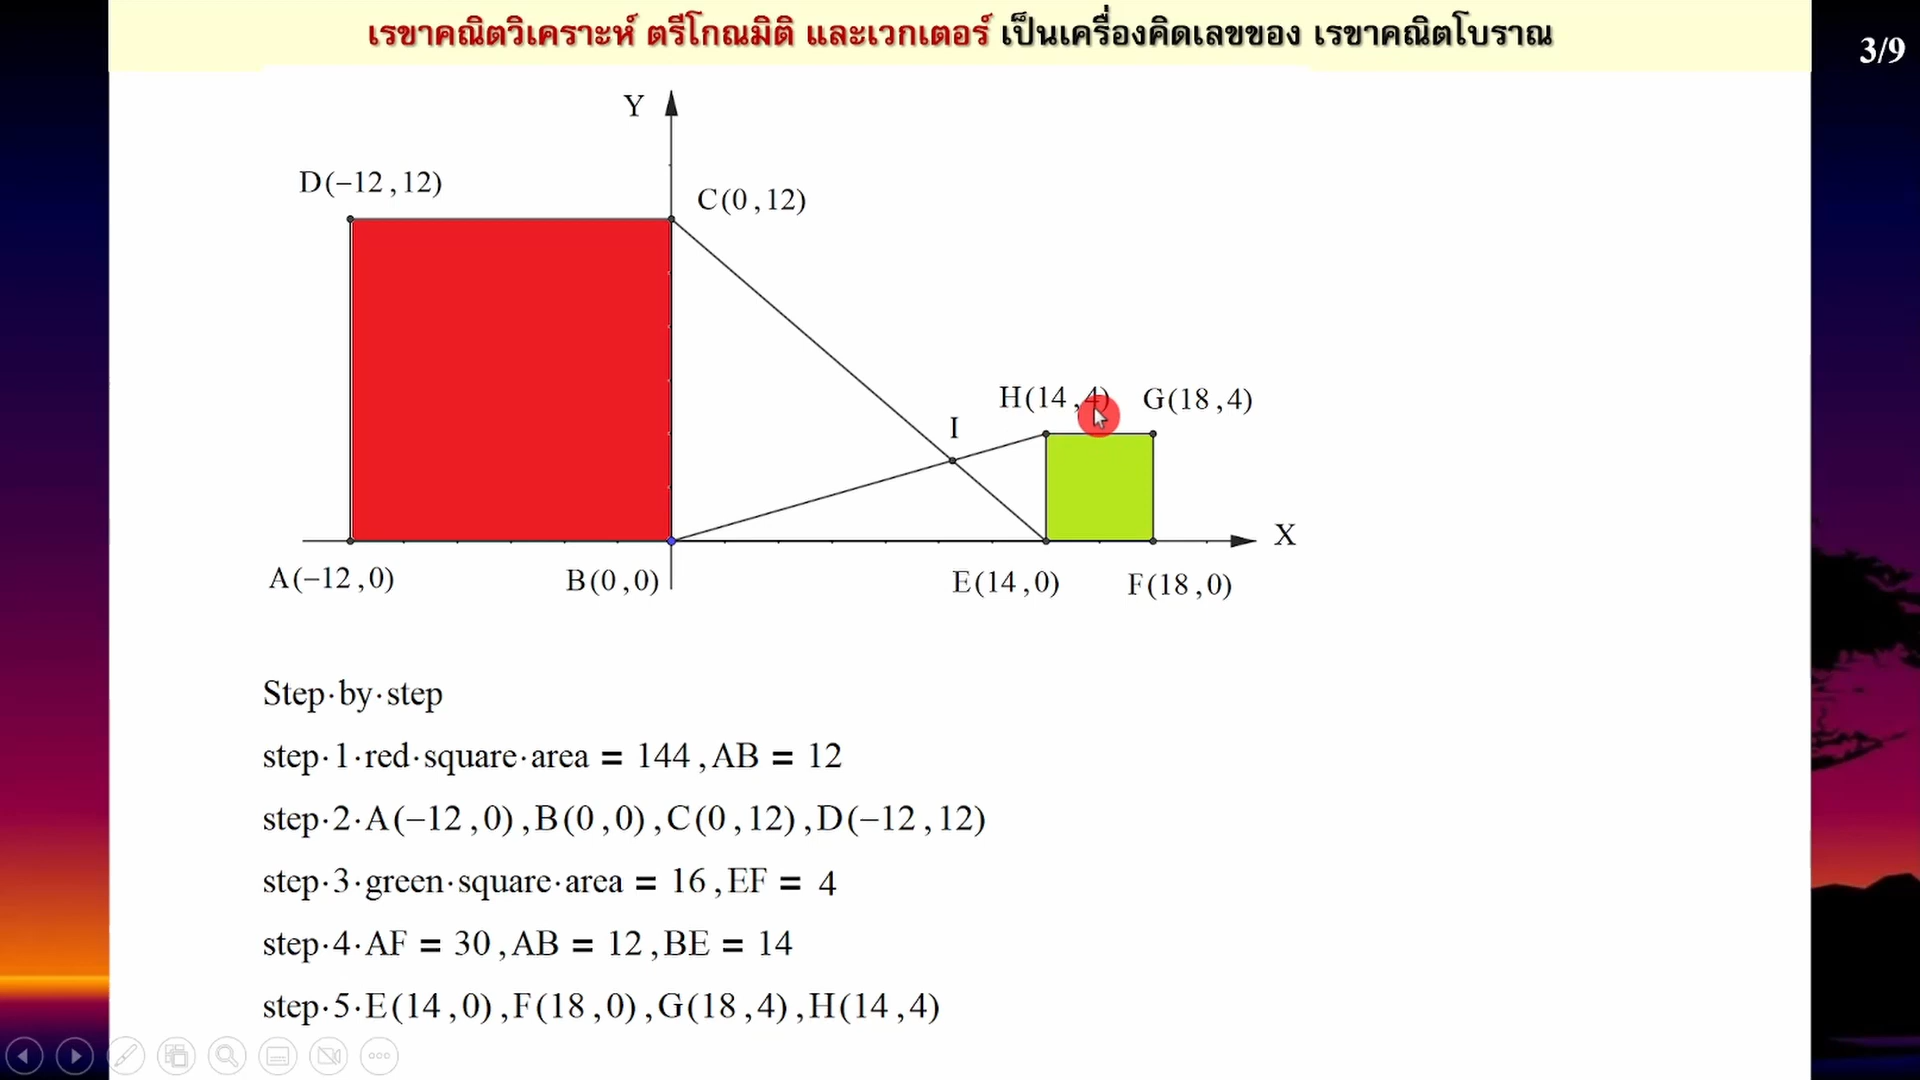 เรขาคณิตวิเคราะห์ ตรีโกณมิติ และเวกเตอร์ เป็นเครื่องคิดเลขของ เรขาคณิตโบราณ
3/9
Y
D(−12,12)
C(0,12)
H(14,4) G(18,4)
I
X
A(−12,0) B(0,0) E(14,0) F(18,0)
Step·by·step
step·1·red·square·area = 144,AB = 12
step·2·A(−12,0),B(0,0),C(0,12),D(−12,12)
step·3·green·square·area = 16,EF = 4
step·4·AF = 30,AB = 12,BE = 14
step·5·E(14,0),F(18,0),G(18,4),H(14,4)